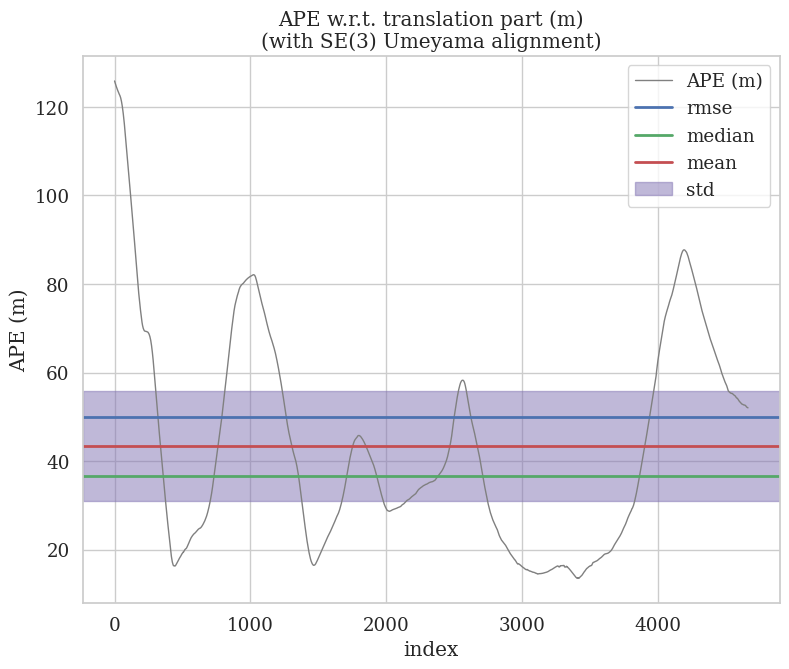 APE w.r.t. translation part (m)
(with SE(3) Umeyama alignment)
APE (m)
120
100
80
60
40
20
APE (m)
rmse
median
mean
std
0
1000
2000
3000
4000
index